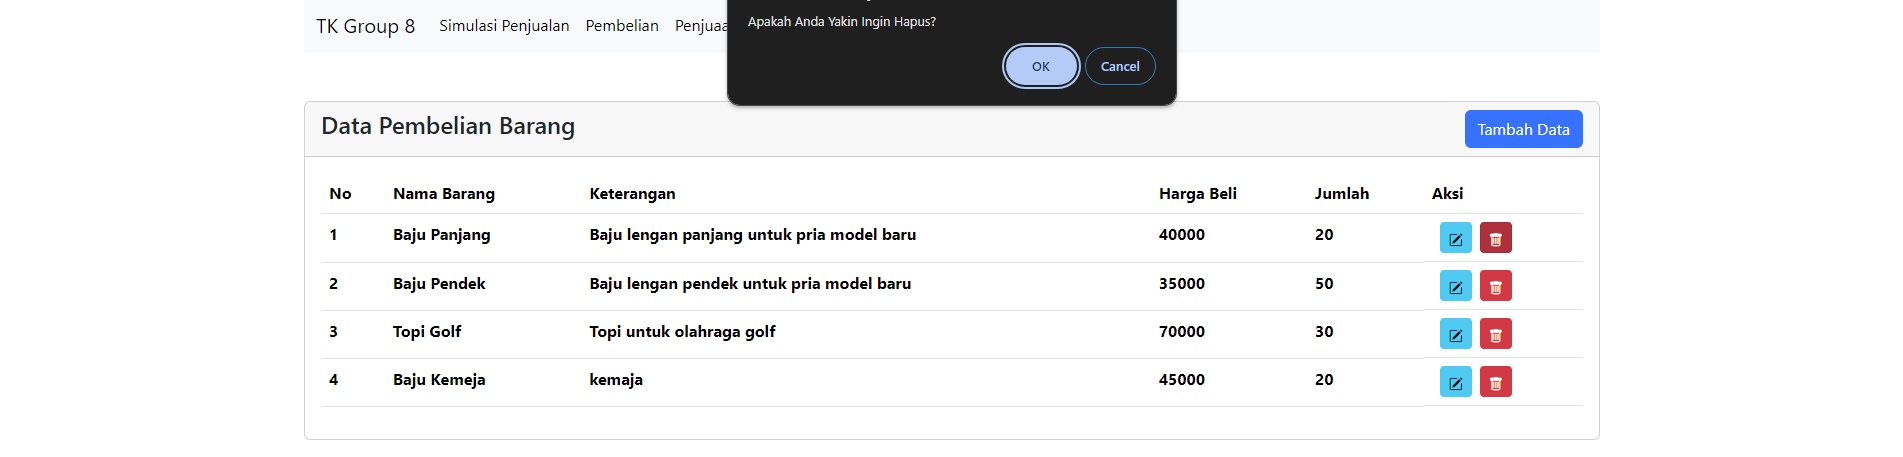 TK Group 8 Simulasi Penjualan Pembelian
Apakah Anda Yakin Ingin Hapus?
OK Cancel
Data Pembelian Barang Tambah Data
No Nama Barang Keterangan Harga Beli Jumlah Aksi
1 Baju Panjang Baju lengan panjang untuk pria model baru 40000 20
2 Baju Pendek Baju lengan pendek untuk pria model baru 35000 50
3 Topi Golf Topi untuk olahraga golf 70000 30
4 Baju Kemeja kemaja 45000 20